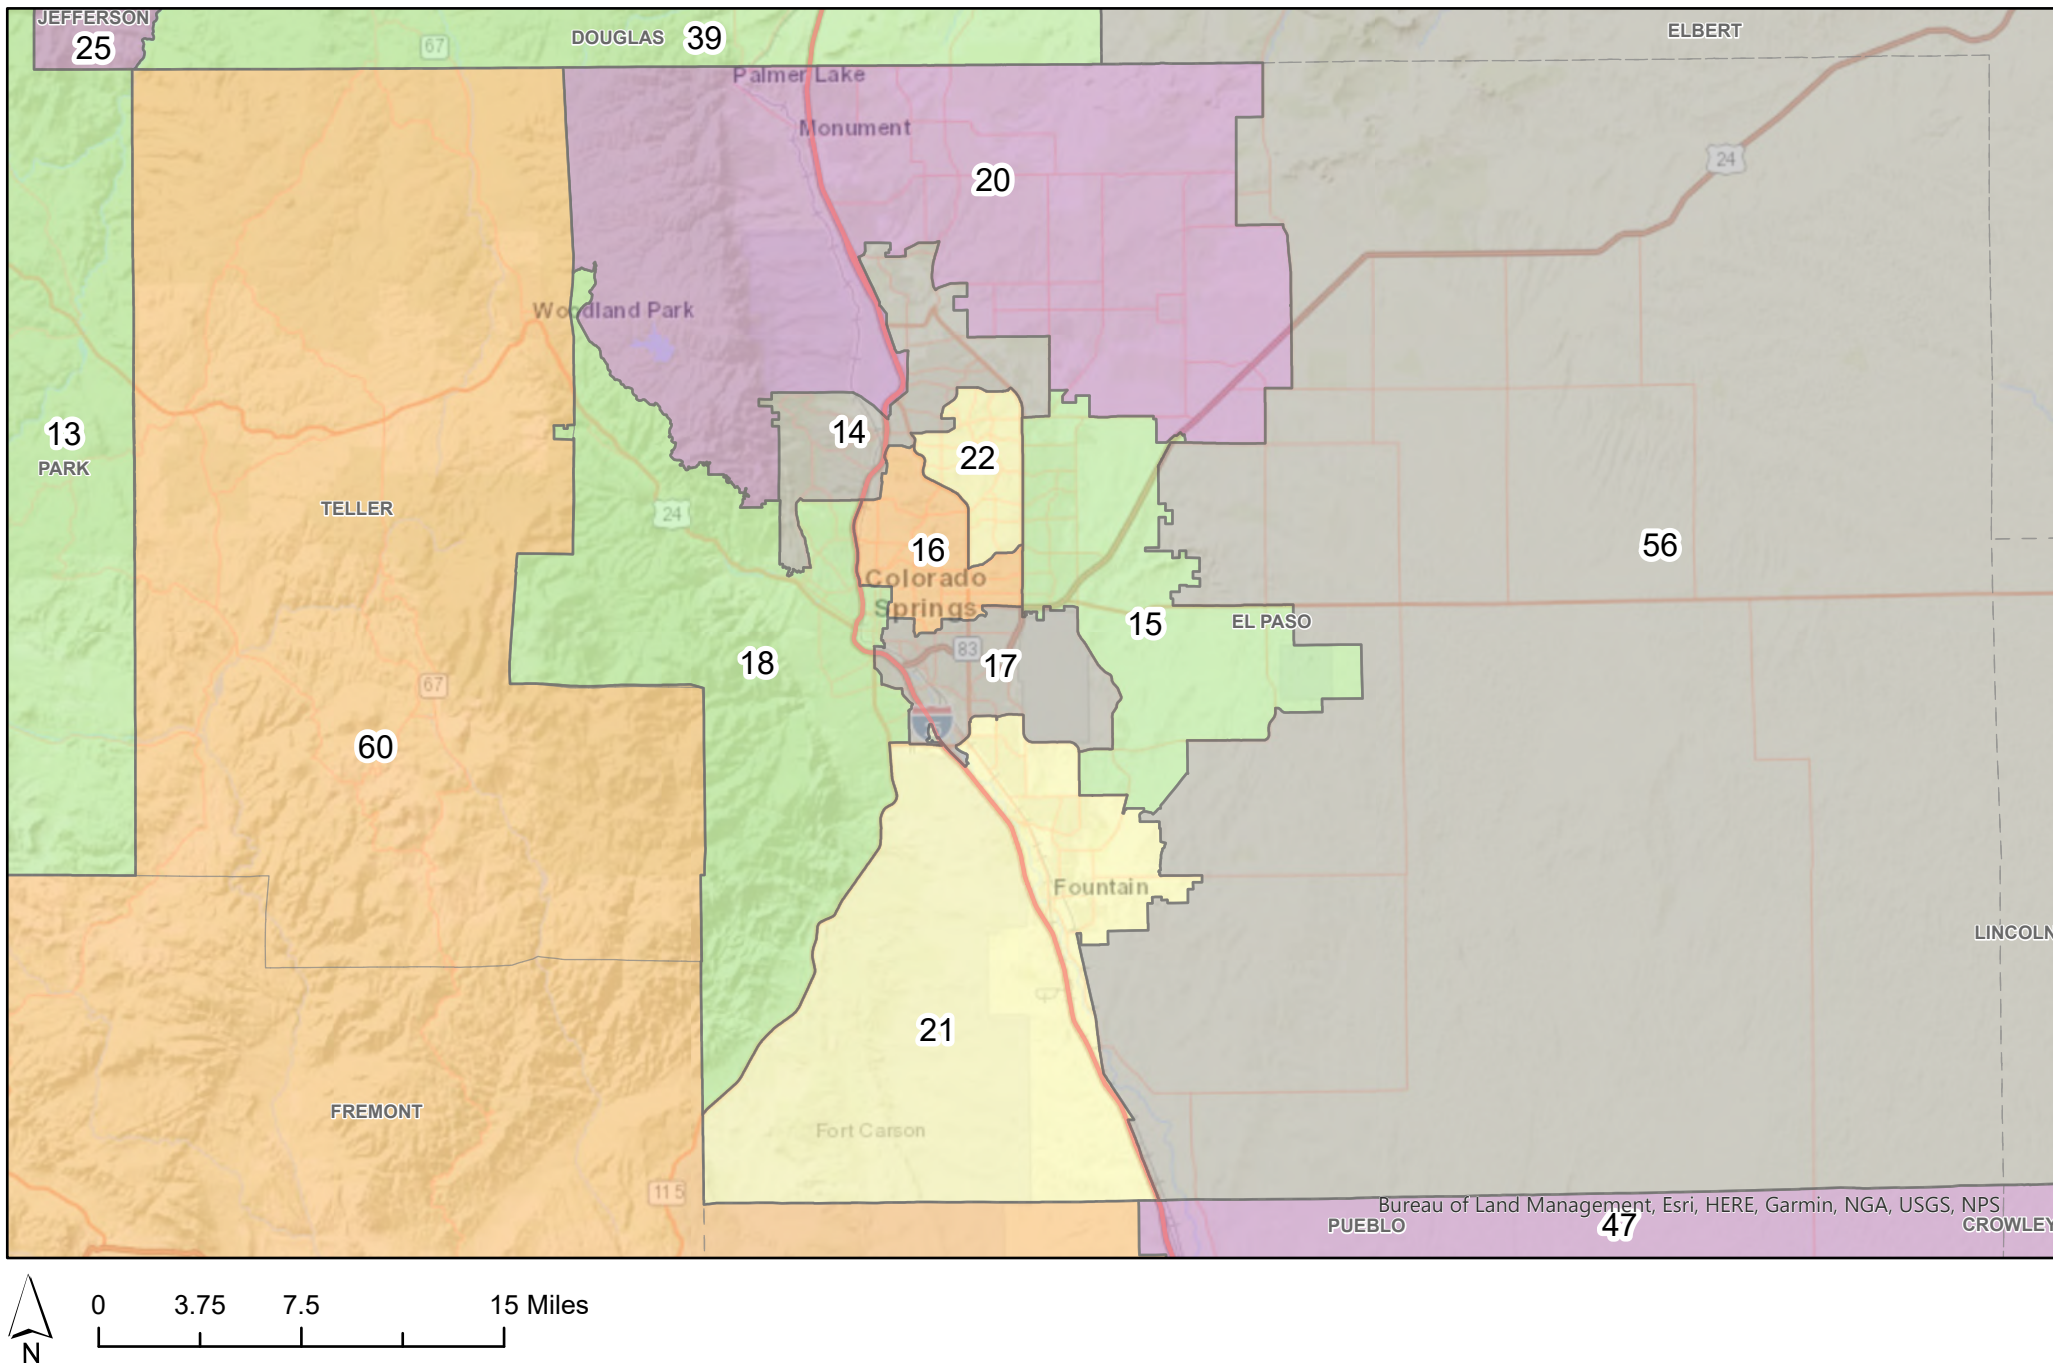 JEFFERSON
25
67
DOUGLAS 39
ELBERT
Palmer Lake
Monument
24
20
Woodland Park
13
PARK
14
22
TELLER
24
16
56
Colorado
Springs
15
EL PASO
83
17
18
67
60
Fountain
LINCOLN
21
FREMONT
Fort Carson
115
Bureau of Land Management, Esri, HERE, Garmin, NGA, USGS, NPS
PUEBLO
47
CROWLEY
0 3.75 7.5 15 Miles
N